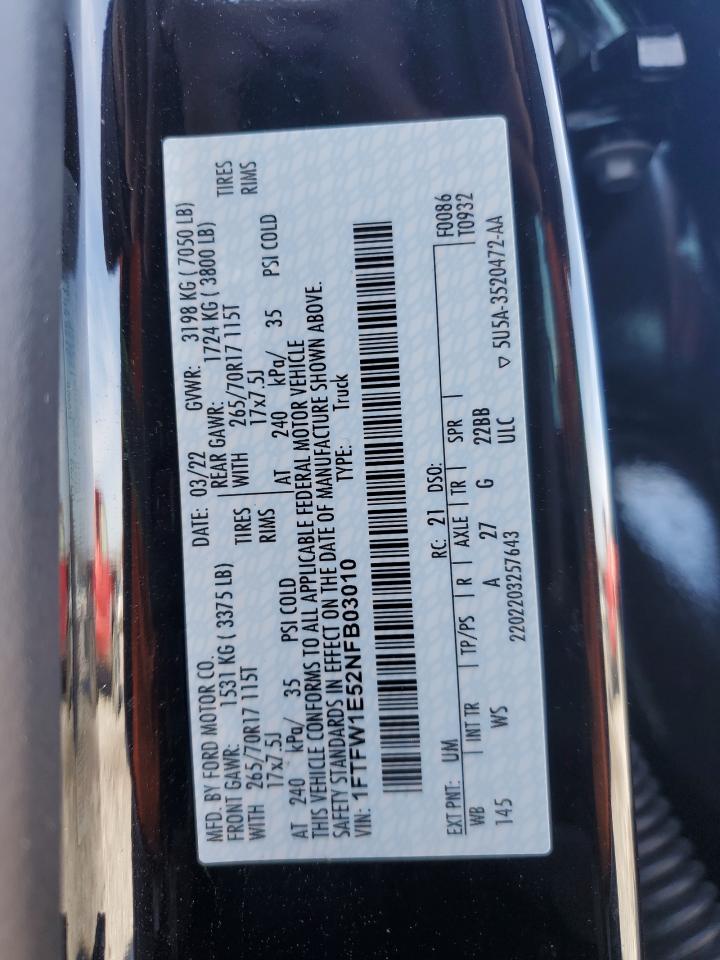 MFD. BY FORD MOTOR CO. DATE: 03/22 GVWR: 3198 KG ( 7050 LB)
FRONT GAWR: 1531 KG ( 3375 LB) REAR GAWR: 1724 KG ( 3800 LB)
WITH 265/70R17 115T TIRES WITH 265/70R17 115T TIRES
17x7.5J RIMS 17x7.5J RIMS
AT 240 kPa/ 35 PSI COLD AT 240 kPa/ 35 PSI COLD
THIS VEHICLE CONFORMS TO ALL APPLICABLE FEDERAL MOTOR VEHICLE
SAFETY STANDARDS IN EFFECT ON THE DATE OF MANUFACTURE SHOWN ABOVE.
VIN: 1FTFW1E52NFB03010 TYPE: Truck
EXT PNT: UM RC: 21 DSO: F0086
WB | INT TR | TP/PS | R | AXLE | TR | SPR | T0932
145 WS A 27 G 22BB
2202203257643 ULC ▽ 5U5A-3520472-AA